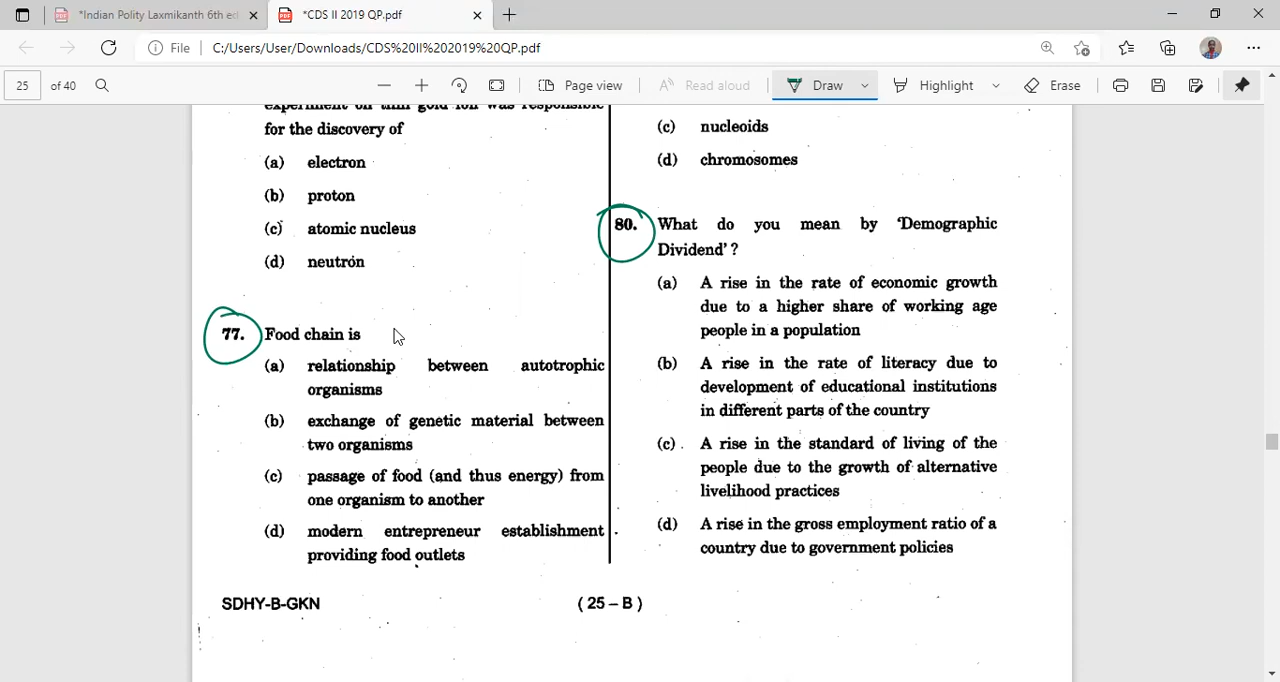 *Indian Polity Laxmikanth 6th ed
*CDS II 2019 QP.pdf
File
C:/Users/User/Downloads/CDS%20II%202019%20QP.pdf
25
of 40
Page view
Read aloud
Draw
Highlight
Erase
experiment on thin gold foil was responsible
for the discovery of
(a) electron
(b) proton
(c) atomic nucleus
(d) neutron
77. Food chain is
(a) relationship between autotrophic
organisms
(b) exchange of genetic material between
two organisms
(c) passage of food (and thus energy) from
one organism to another
(d) modern entrepreneur establishment
providing food outlets
(c) nucleoids
(d) chromosomes
80. What do you mean by ‘Demographic
Dividend’ ?
(a) A rise in the rate of economic growth
due to a higher share of working age
people in a population
(b) A rise in the rate of literacy due to
development of educational institutions
in different parts of the country
(c) A rise in the standard of living of the
people due to the growth of alternative
livelihood practices
(d) A rise in the gross employment ratio of a
country due to government policies
SDHY-B-GKN
( 25 – B )